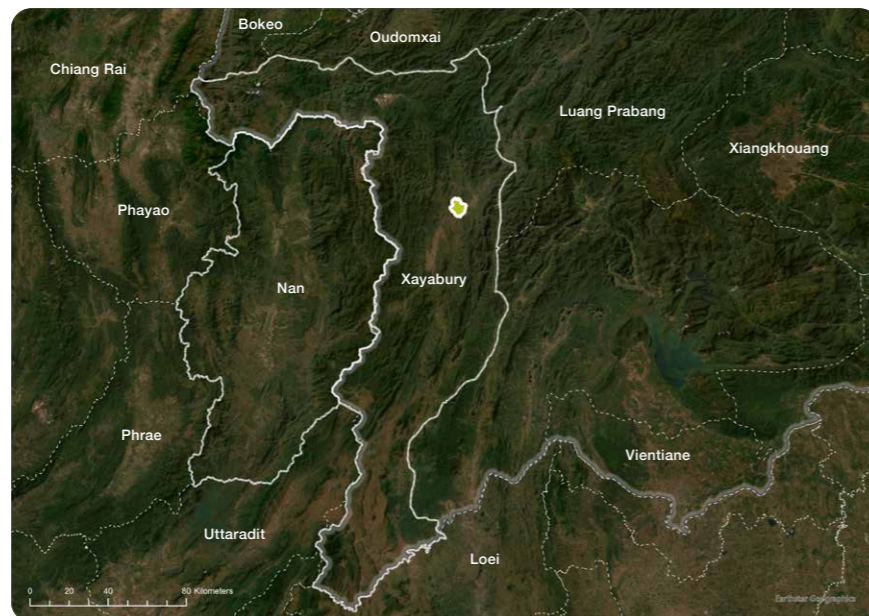 Bokeo
Oudomxai
Chiang Rai
Luang Prabang
Xiangkhouang
Phayao
Xayabury
Nan
Phrae
Vientiane
Uttaradit
Loei
0 40 80 Kilometers
Earthstar Geographics